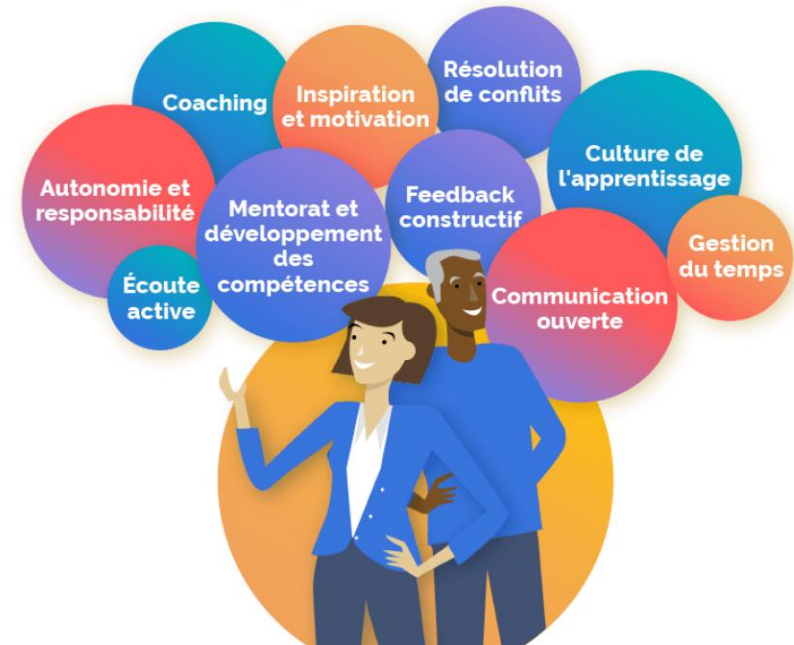 Coaching
Inspiration
et motivation
Résolution
de conflits
Culture de
l'apprentissage
Autonomie et
responsabilité
Mentorat et
développement
des
compétences
Feedback
constructif
Gestion
du temps
Écoute
active
Communication
ouverte